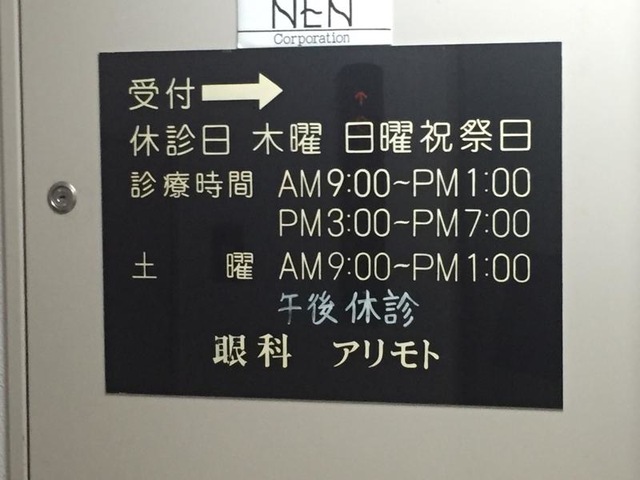 NEN
Corporation
受付
休診日 木曜 日曜祝祭日
診療時間 AM9:00~PM1:00
PM3:00~PM7:00
土 曜 AM9:00~PM1:00
午後休診
眼科 アリモト